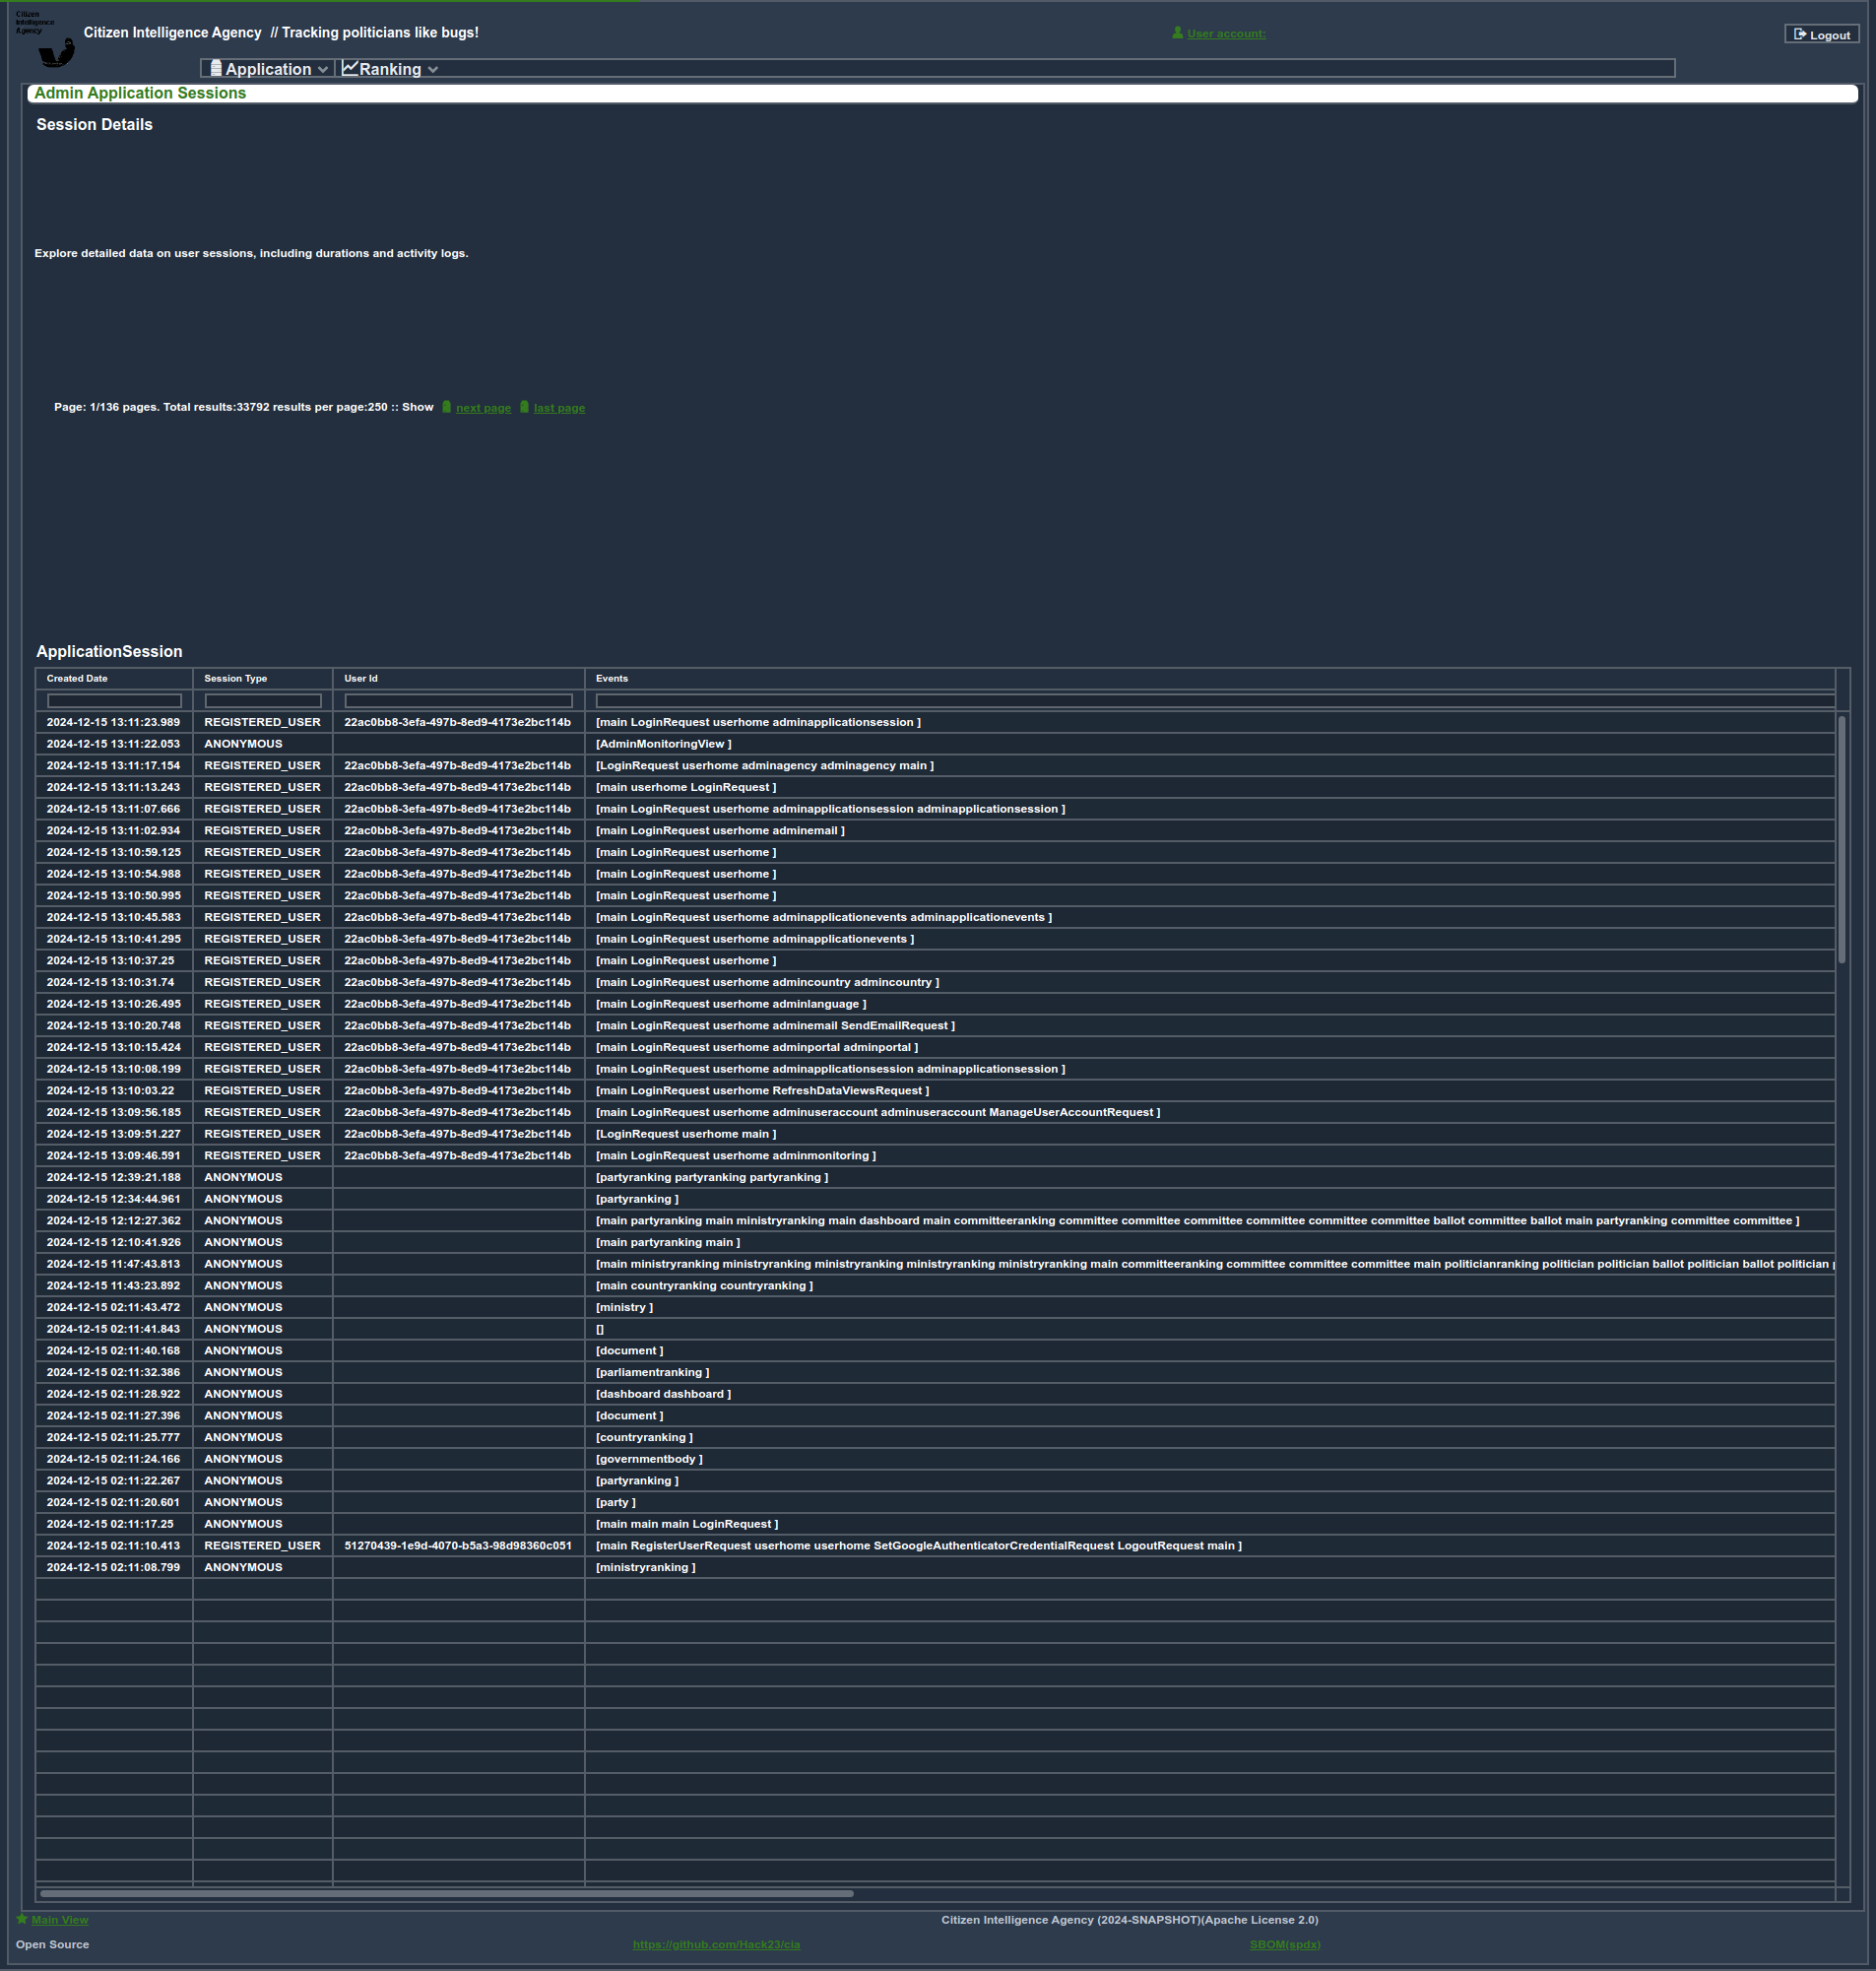 Citizen
Intelligence
Agency
Citizen Intelligence Agency // Tracking politicians like bugs!
User account:
Logout
Application Ranking
Admin Application Sessions
Session Details
Explore detailed data on user sessions, including durations and activity logs.
Page: 1/136 pages. Total results:33792 results per page:250 :: Show next page last page
ApplicationSession
Created Date Session Type User Id Events
2024-12-15 13:11:23.989 REGISTERED_USER 22ac0bb8-3efa-497b-8ed9-4173e2bc114b [main LoginRequest userhome adminapplicationsession ]
2024-12-15 13:11:22.053 ANONYMOUS [AdminMonitoringView ]
2024-12-15 13:11:17.154 REGISTERED_USER 22ac0bb8-3efa-497b-8ed9-4173e2bc114b [LoginRequest userhome adminagency adminagency main ]
2024-12-15 13:11:13.243 REGISTERED_USER 22ac0bb8-3efa-497b-8ed9-4173e2bc114b [main userhome LoginRequest ]
2024-12-15 13:11:07.666 REGISTERED_USER 22ac0bb8-3efa-497b-8ed9-4173e2bc114b [main LoginRequest userhome adminapplicationsession adminapplicationsession ]
2024-12-15 13:11:02.934 REGISTERED_USER 22ac0bb8-3efa-497b-8ed9-4173e2bc114b [main LoginRequest userhome adminemail ]
2024-12-15 13:10:59.125 REGISTERED_USER 22ac0bb8-3efa-497b-8ed9-4173e2bc114b [main LoginRequest userhome ]
2024-12-15 13:10:54.988 REGISTERED_USER 22ac0bb8-3efa-497b-8ed9-4173e2bc114b [main LoginRequest userhome ]
2024-12-15 13:10:50.995 REGISTERED_USER 22ac0bb8-3efa-497b-8ed9-4173e2bc114b [main LoginRequest userhome ]
2024-12-15 13:10:45.583 REGISTERED_USER 22ac0bb8-3efa-497b-8ed9-4173e2bc114b [main LoginRequest userhome adminapplicationevents adminapplicationevents ]
2024-12-15 13:10:41.295 REGISTERED_USER 22ac0bb8-3efa-497b-8ed9-4173e2bc114b [main LoginRequest userhome adminapplicationevents ]
2024-12-15 13:10:37.25 REGISTERED_USER 22ac0bb8-3efa-497b-8ed9-4173e2bc114b [main LoginRequest userhome ]
2024-12-15 13:10:31.74 REGISTERED_USER 22ac0bb8-3efa-497b-8ed9-4173e2bc114b [main LoginRequest userhome admincountry admincountry ]
2024-12-15 13:10:26.495 REGISTERED_USER 22ac0bb8-3efa-497b-8ed9-4173e2bc114b [main LoginRequest userhome adminlanguage ]
2024-12-15 13:10:20.748 REGISTERED_USER 22ac0bb8-3efa-497b-8ed9-4173e2bc114b [main LoginRequest userhome adminemail SendEmailRequest ]
2024-12-15 13:10:15.424 REGISTERED_USER 22ac0bb8-3efa-497b-8ed9-4173e2bc114b [main LoginRequest userhome adminportal adminportal ]
2024-12-15 13:10:08.199 REGISTERED_USER 22ac0bb8-3efa-497b-8ed9-4173e2bc114b [main LoginRequest userhome adminapplicationsession adminapplicationsession ]
2024-12-15 13:10:03.22 REGISTERED_USER 22ac0bb8-3efa-497b-8ed9-4173e2bc114b [main LoginRequest userhome RefreshDataViewsRequest ]
2024-12-15 13:09:56.185 REGISTERED_USER 22ac0bb8-3efa-497b-8ed9-4173e2bc114b [main LoginRequest userhome adminuseraccount adminuseraccount ManageUserAccountRequest ]
2024-12-15 13:09:51.227 REGISTERED_USER 22ac0bb8-3efa-497b-8ed9-4173e2bc114b [LoginRequest userhome main ]
2024-12-15 13:09:46.591 REGISTERED_USER 22ac0bb8-3efa-497b-8ed9-4173e2bc114b [main LoginRequest userhome adminmonitoring ]
2024-12-15 12:39:21.188 ANONYMOUS [partyranking partyranking partyranking ]
2024-12-15 12:34:44.961 ANONYMOUS [partyranking ]
2024-12-15 12:12:27.362 ANONYMOUS [main partyranking main ministryranking main dashboard main committeeranking committee committee committee committee committee committee ballot committee ballot main partyranking committee committee ]
2024-12-15 12:10:41.926 ANONYMOUS [main partyranking main ]
2024-12-15 11:47:43.813 ANONYMOUS [main ministryranking ministryranking ministryranking ministryranking ministryranking main committeeranking committee committee committee main politicianranking politician politician ballot politician ballot politician
2024-12-15 11:43:23.892 ANONYMOUS [main countryranking countryranking ]
2024-12-15 02:11:43.472 ANONYMOUS [ministry ]
2024-12-15 02:11:41.843 ANONYMOUS []
2024-12-15 02:11:40.168 ANONYMOUS [document ]
2024-12-15 02:11:32.386 ANONYMOUS [parliamentranking ]
2024-12-15 02:11:28.922 ANONYMOUS [dashboard dashboard ]
2024-12-15 02:11:27.396 ANONYMOUS [document ]
2024-12-15 02:11:25.777 ANONYMOUS [countryranking ]
2024-12-15 02:11:24.166 ANONYMOUS [governmentbody ]
2024-12-15 02:11:22.267 ANONYMOUS [partyranking ]
2024-12-15 02:11:20.601 ANONYMOUS [party ]
2024-12-15 02:11:17.25 ANONYMOUS [main main main LoginRequest ]
2024-12-15 02:11:10.413 REGISTERED_USER 51270439-1e9d-4070-b5a3-98d98360c051 [main RegisterUserRequest userhome userhome SetGoogleAuthenticatorCredentialRequest LogoutRequest main ]
2024-12-15 02:11:08.799 ANONYMOUS [ministryranking ]
Main View
Citizen Intelligence Agency (2024-SNAPSHOT)(Apache License 2.0)
Open Source
https://github.com/Hack23/cia
SBOM(spdx)